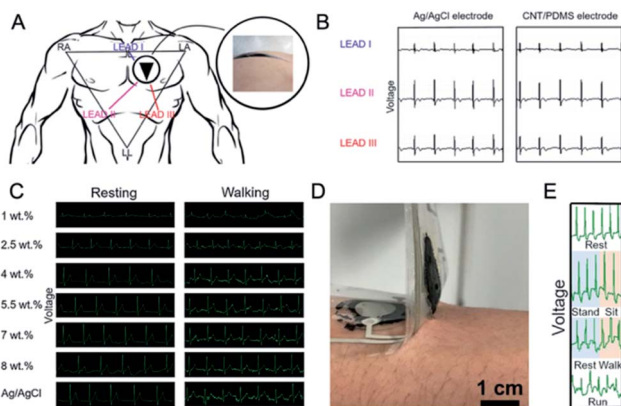 A
RA
LEAD I
LA
LEAD II
LEAD III
LL
B
Ag/AgCl electrode
CNT/PDMS electrode
LEAD I
LEAD II
LEAD III
Voltage
C
Resting
Walking
1 wt.%
2.5 wt.%
4 wt.%
5.5 wt.%
7 wt.%
8 wt.%
Ag/AgCl
Voltage
D
1 cm
E
Voltage
Rest
Stand Sit
Rest Walk
Run